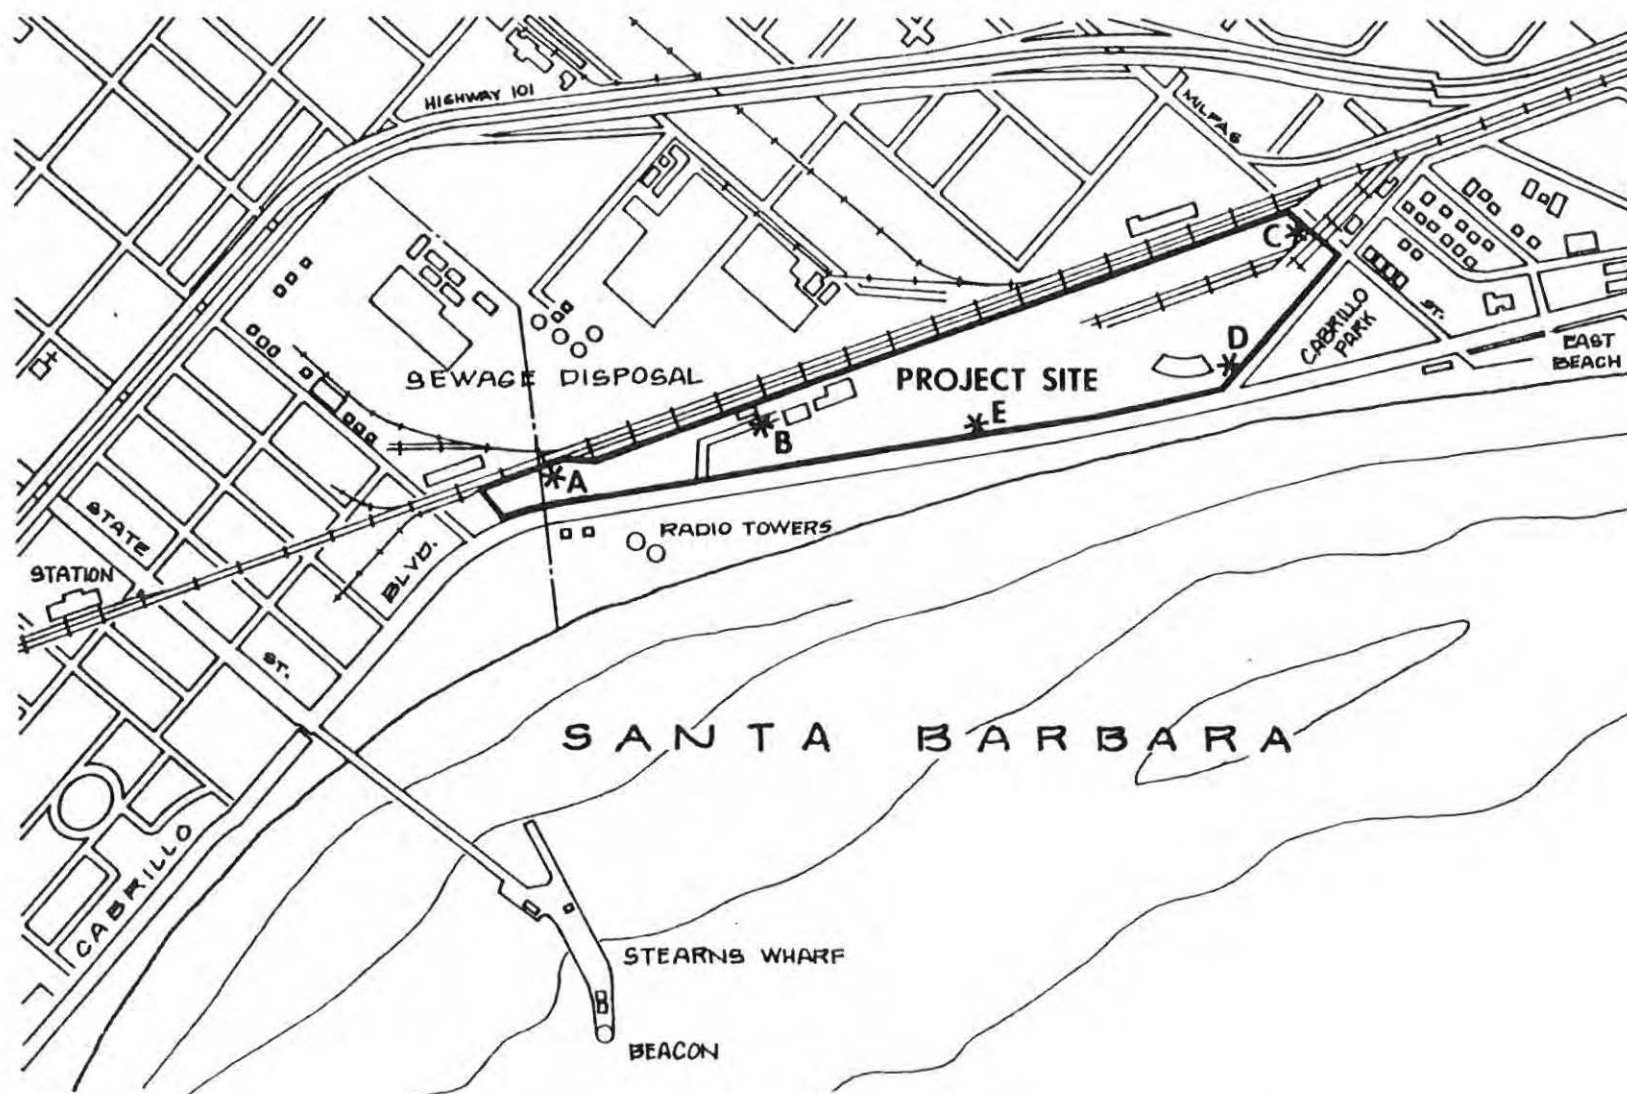 HIGHWAY 101
MILPAS
C
ST.
CABRILLO
PARK
EAST
BEACH
D
SEWAGE DISPOSAL
PROJECT SITE
E
B
A
STATE
ST.
BLVD.
RADIO TOWERS
STATION
SANTA BARBARA
CABRILLO
STEARNS WHARF
BEACON